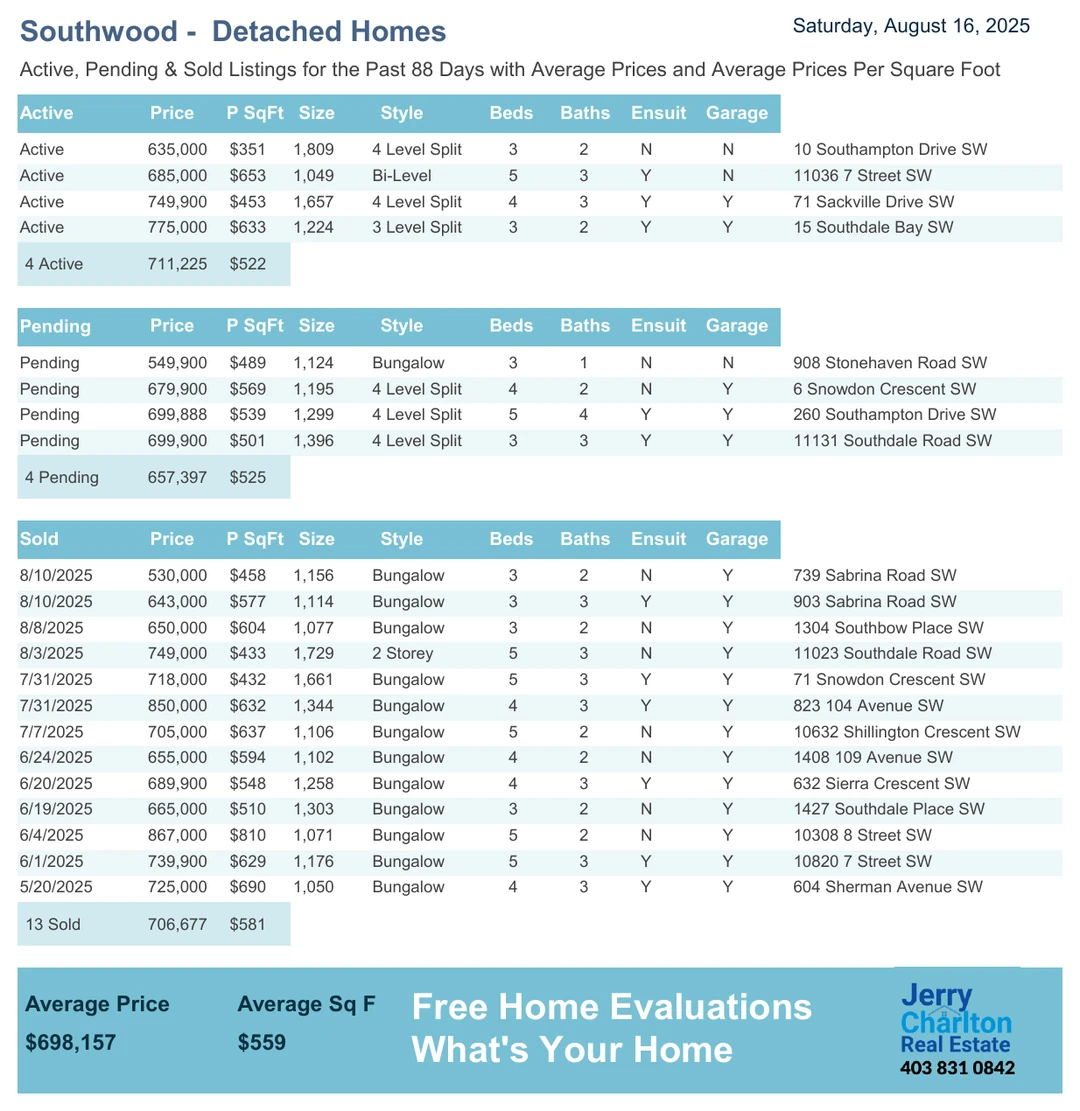 Southwood -  Detached Homes
Saturday, August 16, 2025
Active, Pending & Sold Listings for the Past 88 Days with Average Prices and Average Prices Per Square Foot
Active Price P SqFt Size Style Beds Baths Ensuit Garage
Active 635,000 $351 1,809 4 Level Split 3 2 N N 10 Southampton Drive SW
Active 685,000 $653 1,049 Bi-Level 5 3 Y N 11036 7 Street SW
Active 749,900 $453 1,657 4 Level Split 4 3 Y Y 71 Sackville Drive SW
Active 775,000 $633 1,224 3 Level Split 3 2 Y Y 15 Southdale Bay SW
4 Active 711,225 $522
Pending Price P SqFt Size Style Beds Baths Ensuit Garage
Pending 549,900 $489 1,124 Bungalow 3 1 N N 908 Stonehaven Road SW
Pending 679,900 $569 1,195 4 Level Split 4 2 N Y 6 Snowdon Crescent SW
Pending 699,888 $539 1,299 4 Level Split 5 4 Y Y 260 Southampton Drive SW
Pending 699,900 $501 1,396 4 Level Split 3 3 Y Y 11131 Southdale Road SW
4 Pending 657,397 $525
Sold Price P SqFt Size Style Beds Baths Ensuit Garage
8/10/2025 530,000 $458 1,156 Bungalow 3 2 N Y 739 Sabrina Road SW
8/10/2025 643,000 $577 1,114 Bungalow 3 3 Y Y 903 Sabrina Road SW
8/8/2025 650,000 $604 1,077 Bungalow 3 2 N Y 1304 Southbow Place SW
8/3/2025 749,000 $433 1,729 2 Storey 5 3 N Y 11023 Southdale Road SW
7/31/2025 718,000 $432 1,661 Bungalow 5 3 Y Y 71 Snowdon Crescent SW
7/31/2025 850,000 $632 1,344 Bungalow 4 3 Y Y 823 104 Avenue SW
7/7/2025 705,000 $637 1,106 Bungalow 5 2 N Y 10632 Shillington Crescent SW
6/24/2025 655,000 $594 1,102 Bungalow 4 2 N Y 1408 109 Avenue SW
6/20/2025 689,900 $548 1,258 Bungalow 4 3 Y Y 632 Sierra Crescent SW
6/19/2025 665,000 $510 1,303 Bungalow 3 2 N Y 1427 Southdale Place SW
6/4/2025 867,000 $810 1,071 Bungalow 5 2 N Y 10308 8 Street SW
6/1/2025 739,900 $629 1,176 Bungalow 5 3 Y Y 10820 7 Street SW
5/20/2025 725,000 $690 1,050 Bungalow 4 3 Y Y 604 Sherman Avenue SW
13 Sold 706,677 $581
Average Price Average Sq F
$698,157 $559
Free Home Evaluations
What's Your Home
Jerry
Charlton
Real Estate
403 831 0842